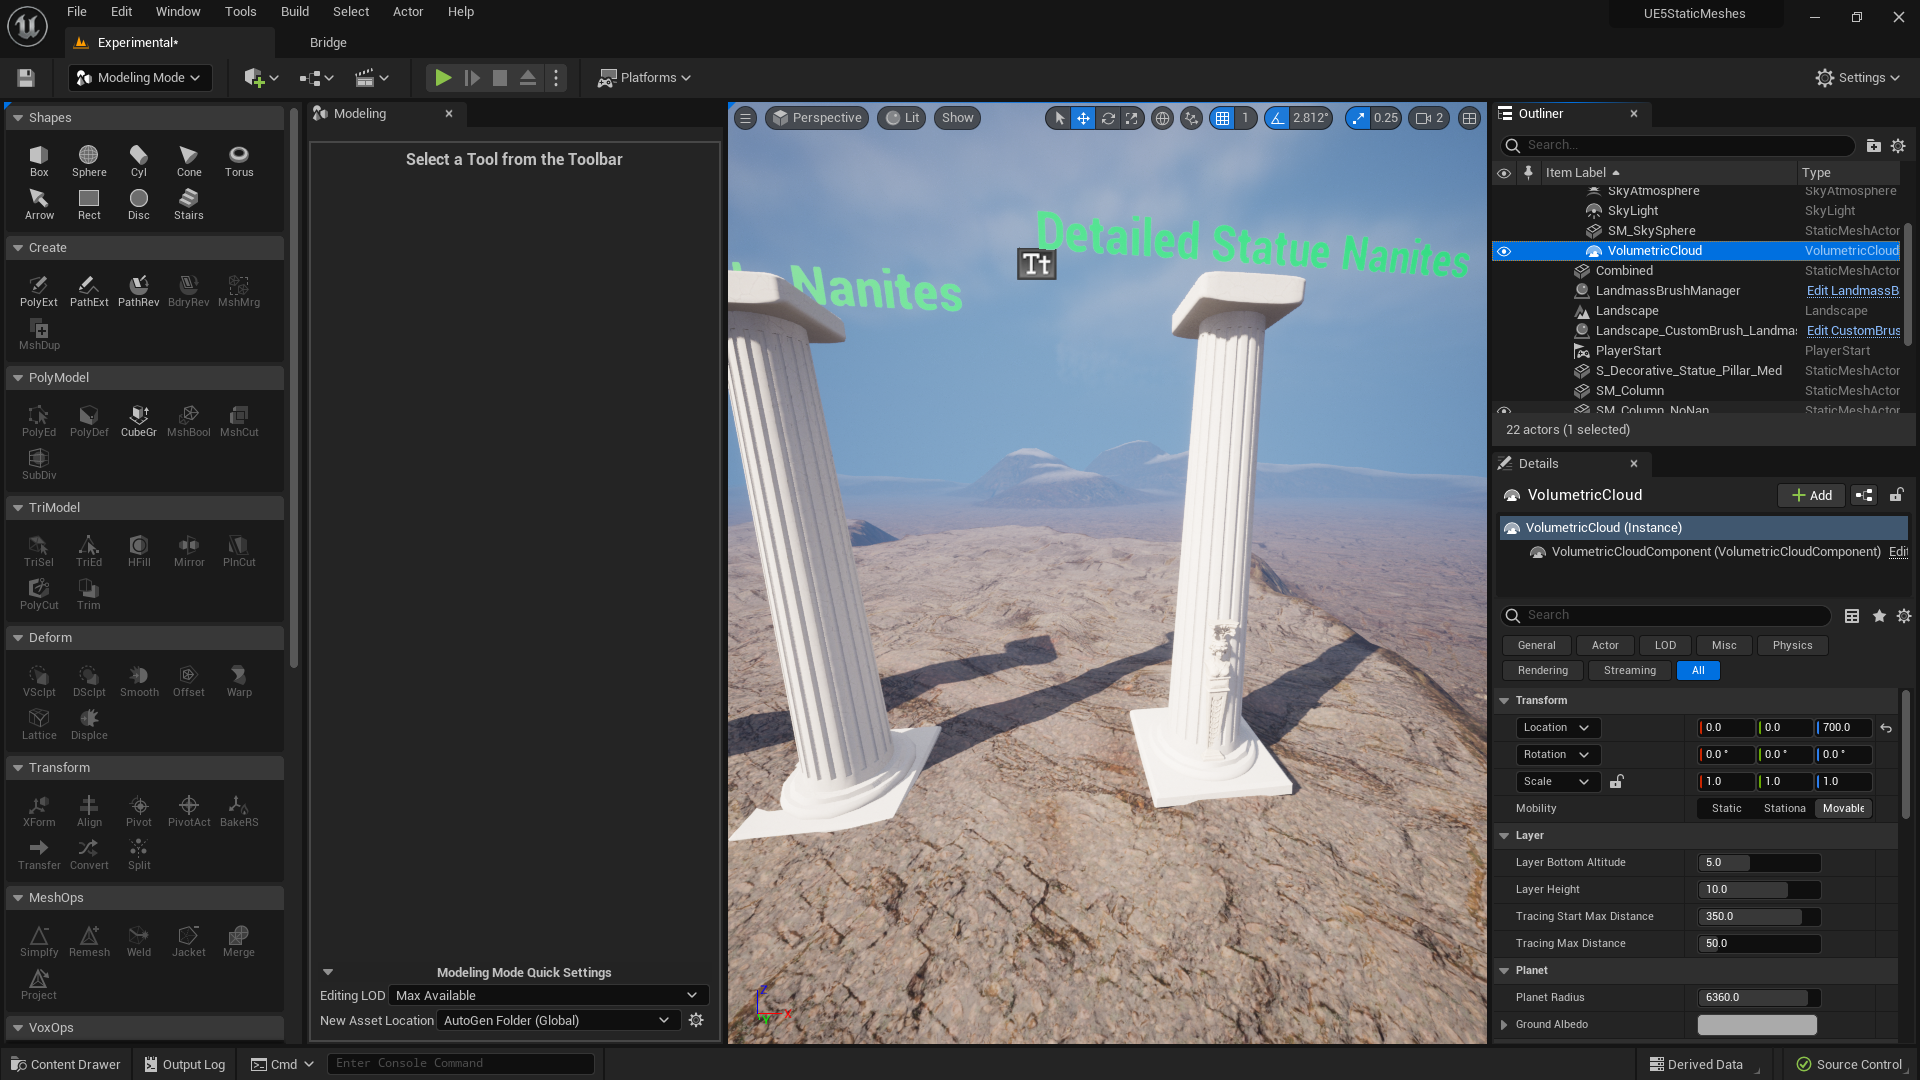 File Edit Window Tools Build Select Actor Help
UE5StaticMeshes
Experimental*
Bridge
Modeling Mode
Platforms
Settings
Shapes
Box Sphere Cyl Cone Torus
Arrow Rect Disc Stairs
Create
PolyExt PathExt PathRev BdryRev MshMrg
MshDup
PolyModel
PolyEd PolyDef CubeGr MshBool MshCut
SubDiv
TriModel
TriSel TriEd HFill Mirror PlnCut
PolyCut Trim
Deform
VSclpt DSclpt Smooth Offset Warp
Lattice Displce
Transform
XForm Align Pivot PivotAct BakeRS
Transfer Convert Split
MeshOps
Simplfy Remesh Weld Jacket Merge
Project
VoxOps
Modeling
Select a Tool from the Toolbar
Modeling Mode Quick Settings
Editing LOD Max Available
New Asset Location AutoGen Folder (Global)
Perspective Lit Show
1 2.812° 0.25 2
Detailed Statue Nanites
Tt
Nanites
Z
X
Y
Outliner
Search...
Item Label Type
SkyAtmosphere SkyAtmosphere
SkyLight SkyLight
SM_SkySphere StaticMeshActor
VolumetricCloud VolumetricCloud
Combined StaticMeshActor
LandmassBrushManager Edit LandmassB
Landscape Landscape
Landscape_CustomBrush_Landma Edit CustomBrus
PlayerStart PlayerStart
S_Decorative_Statue_Pillar_Med StaticMeshActor
SM_Column StaticMeshActor
SM_Column_NoNan StaticMeshActor
22 actors (1 selected)
Details
VolumetricCloud
Add
VolumetricCloud (Instance)
VolumetricCloudComponent (VolumetricCloudComponent) Edit
Search
General Actor LOD Misc Physics
Rendering Streaming All
Transform
Location 0.0 0.0 700.0
Rotation 0.0 ° 0.0 ° 0.0 °
Scale 1.0 1.0 1.0
Mobility Static Stationa Movable
Layer
Layer Bottom Altitude 5.0
Layer Height 10.0
Tracing Start Max Distance 350.0
Tracing Max Distance 50.0
Planet
Planet Radius 6360.0
Ground Albedo
Content Drawer Output Log Cmd Enter Console Command
Derived Data Source Control